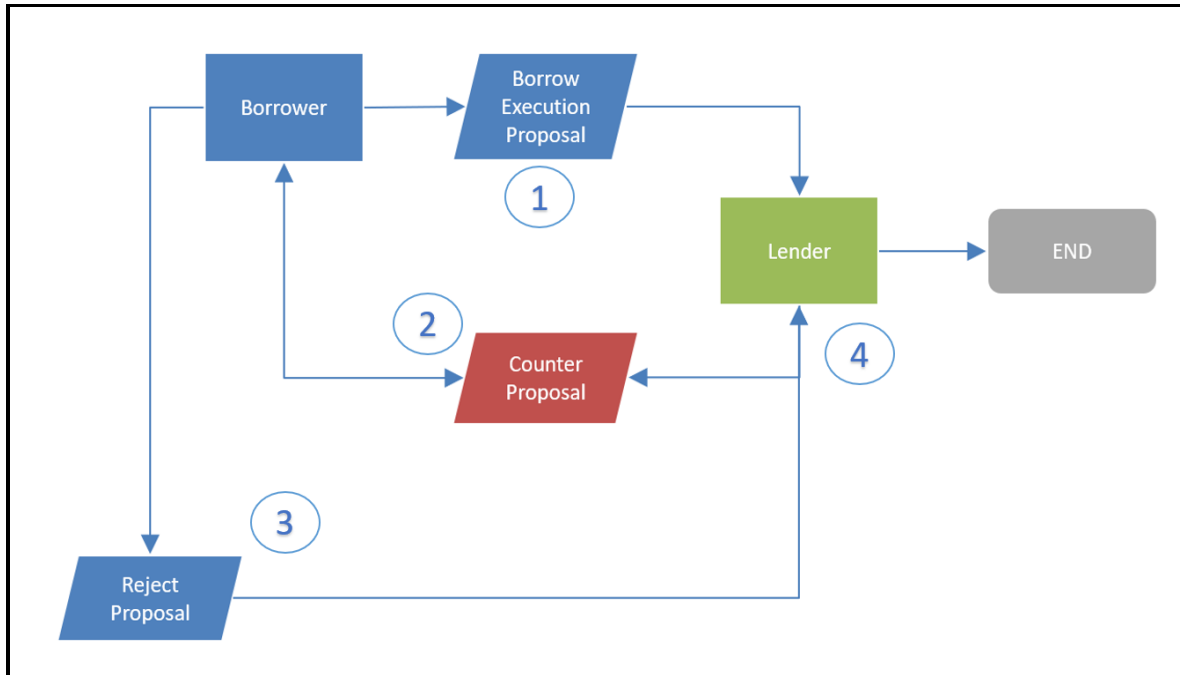 Borrower
Borrow
Execution
Proposal
1
Lender
END
2
Counter
Proposal
4
3
Reject
Proposal